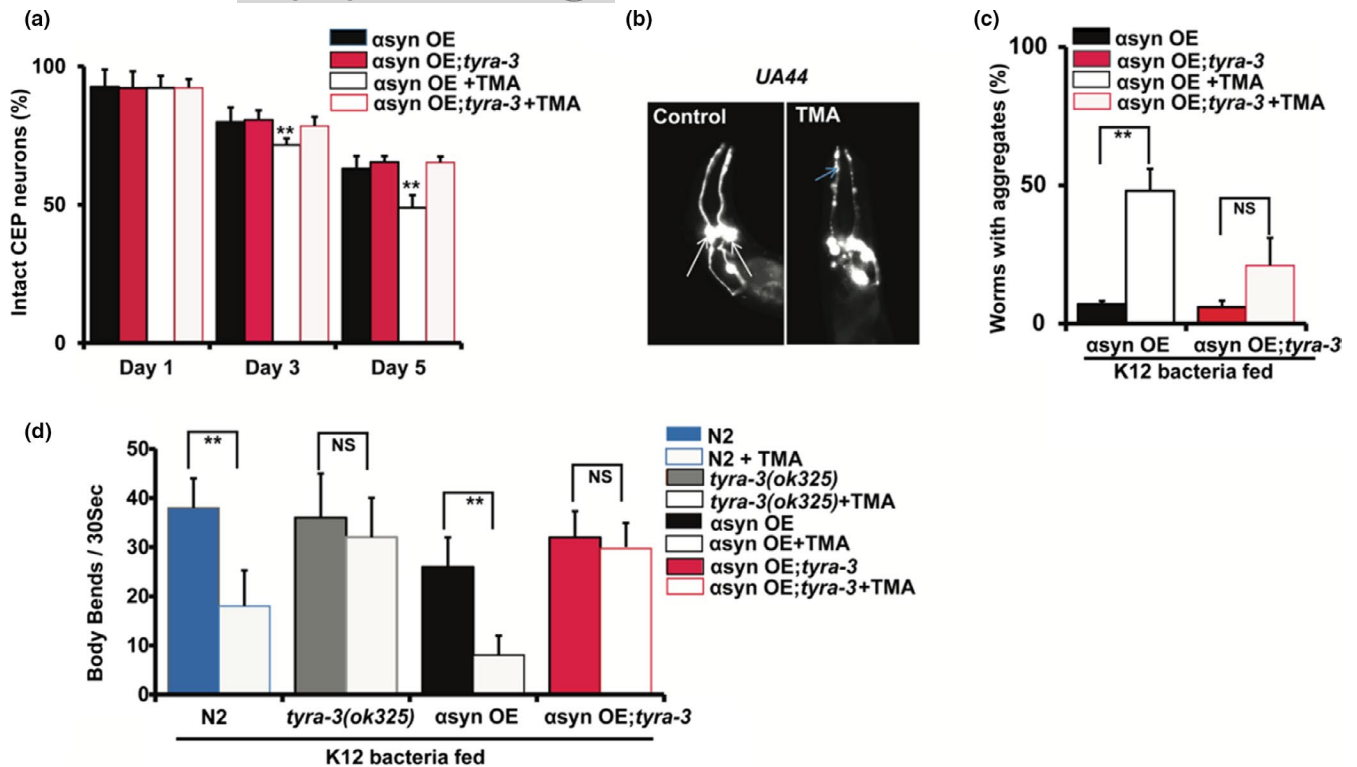 (a)
αsyn OE
αsyn OE;tyra-3
αsyn OE +TMA
αsyn OE;tyra-3 +TMA
Intact CEP neurons (%)
100
50
0
**
**
Day 1
Day 3
Day 5
(b)
UA44
Control
TMA
(c)
αsyn OE
αsyn OE;tyra-3
αsyn OE +TMA
αsyn OE;tyra-3 +TMA
Worms with aggregates (%)
100
50
0
**
NS
αsyn OE
αsyn OE;tyra-3
K12 bacteria fed
(d)
Body Bends / 30Sec
50
40
30
20
10
0
**
NS
**
NS
N2
tyra-3(ok325)
αsyn OE
αsyn OE;tyra-3
K12 bacteria fed
N2
N2 + TMA
tyra-3(ok325)
tyra-3(ok325)+TMA
αsyn OE
αsyn OE+TMA
αsyn OE;tyra-3
αsyn OE;tyra-3+TMA